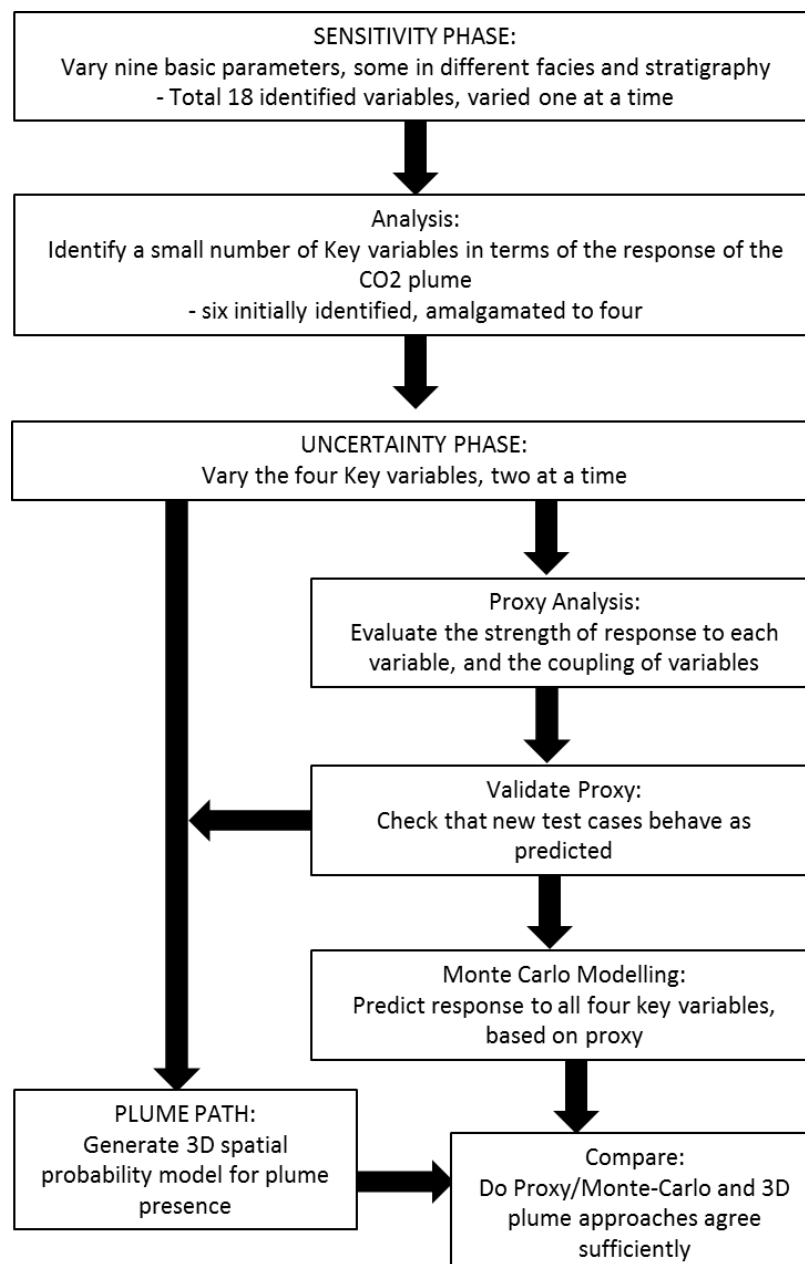 SENSITIVITY PHASE:
Vary nine basic parameters, some in different facies and stratigraphy
- Total 18 identified variables, varied one at a time
Analysis:
Identify a small number of Key variables in terms of the response of the
CO2 plume
- six initially identified, amalgamated to four
UNCERTAINTY PHASE:
Vary the four Key variables, two at a time
Proxy Analysis:
Evaluate the strength of response to each
variable, and the coupling of variables
Validate Proxy:
Check that new test cases behave as
predicted
Monte Carlo Modelling:
Predict response to all four key variables,
based on proxy
PLUME PATH:
Generate 3D spatial
probability model for plume
presence
Compare:
Do Proxy/Monte-Carlo and 3D
plume approaches agree
sufficiently